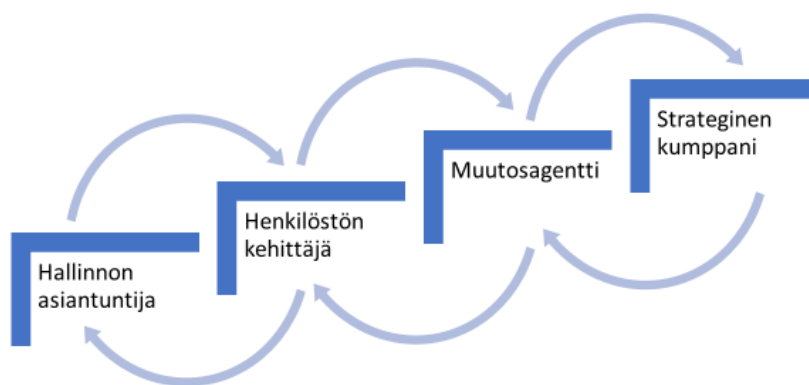 Hallinnon
asiantuntija
Henkilöstön
kehittäjä
Muutosagentti
Strateginen
kumppani